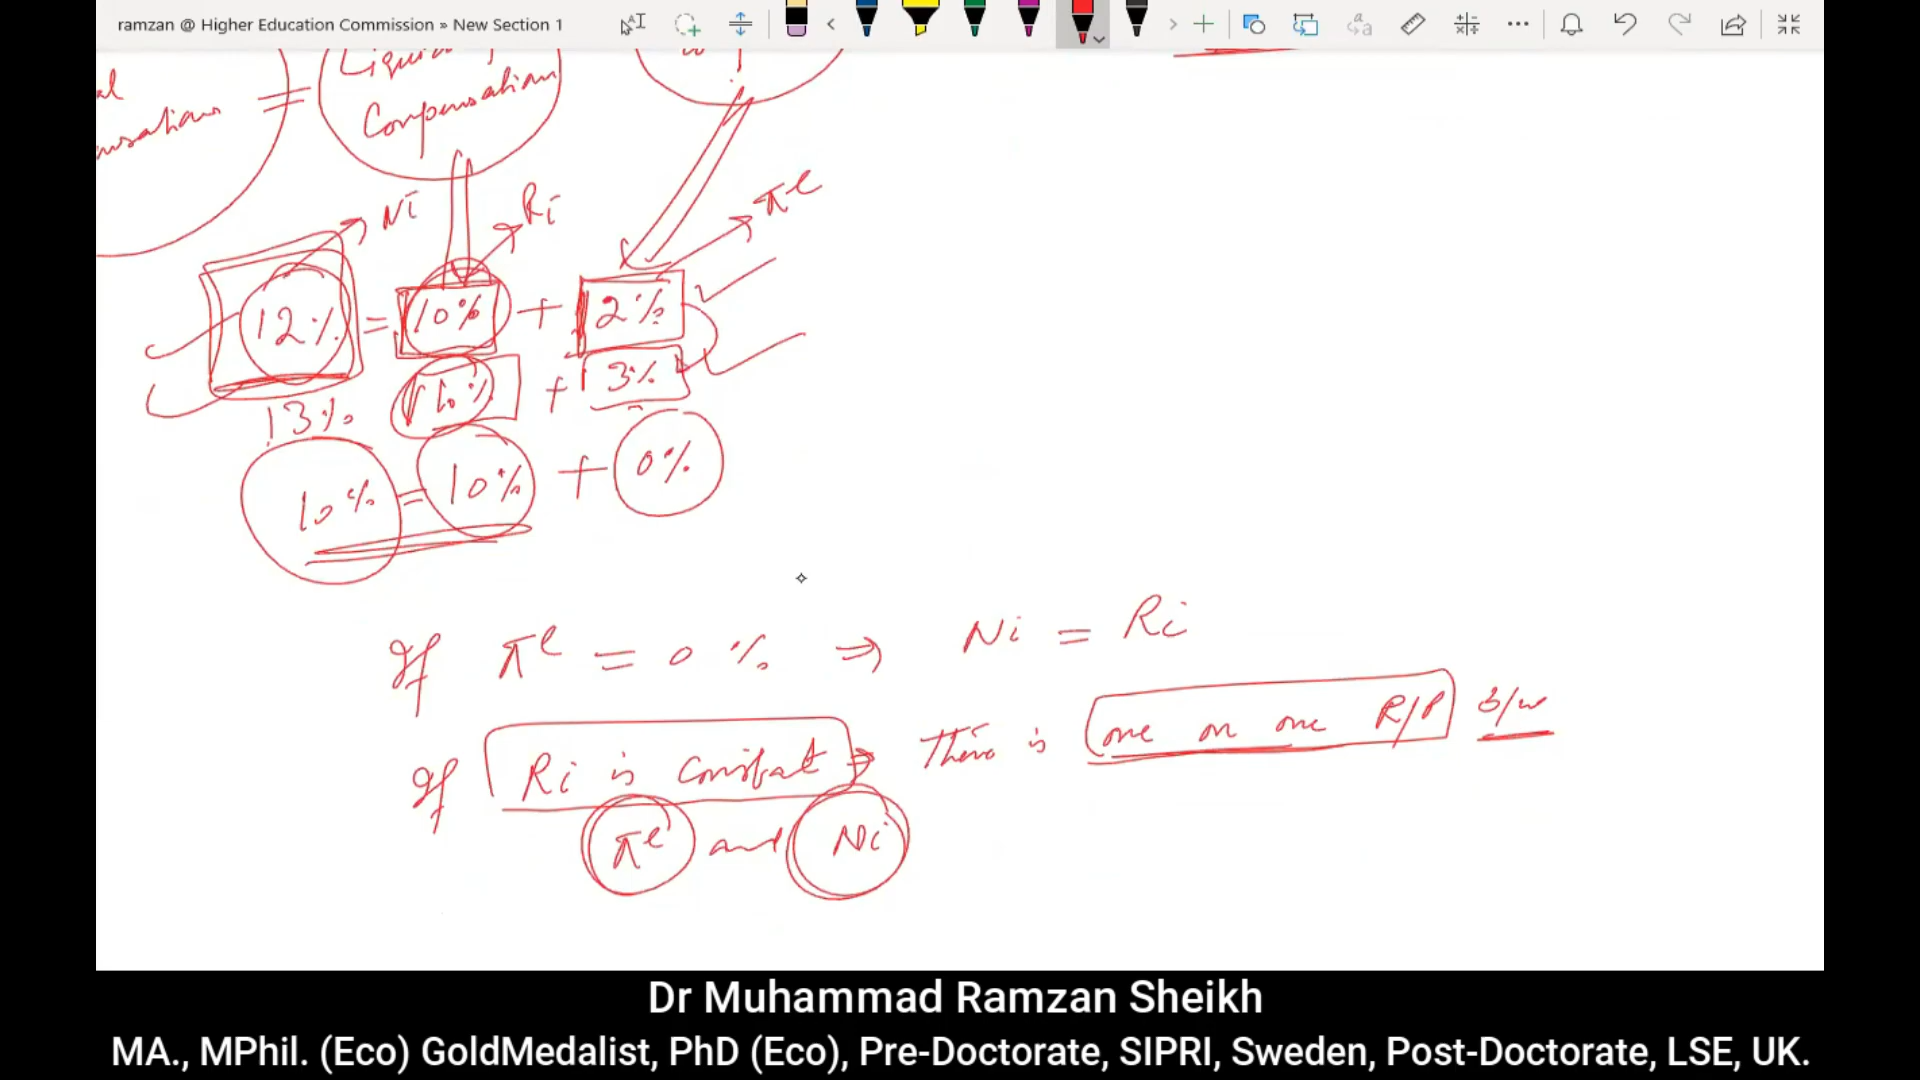 ramzan @ Higher Education Commission » New Section 1
Compensation
Ni
Ri
πe
12% = 10% + 2%
13% 10% + 3%
10% = 10% + 0%
If πe = 0 % ⇒ Ni = Ri
If Ri is constant ⇒ There is one on one R/P b/w
πe and Ni
Dr Muhammad Ramzan Sheikh
MA., MPhil. (Eco) GoldMedalist, PhD (Eco), Pre-Doctorate, SIPRI, Sweden, Post-Doctorate, LSE, UK.